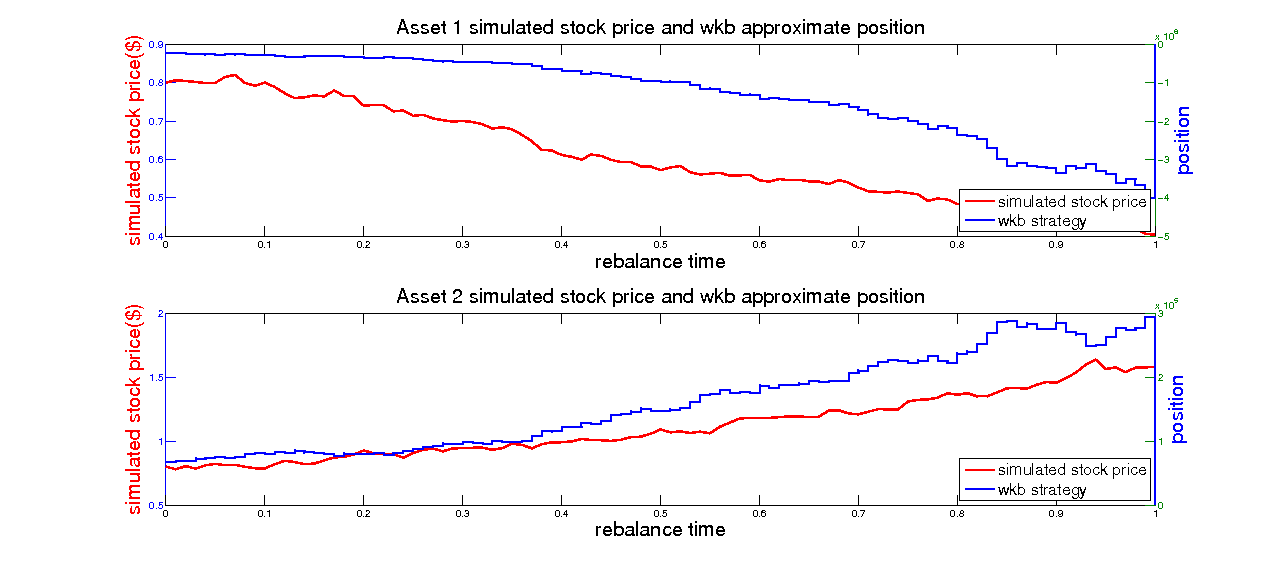 Asset 1 simulated stock price and wkb approximate position
simulated stock price($)
0.9
0.8
0.7
0.6
0.5
0.4
0 0.1 0.2 0.3 0.4 0.5 0.6 0.7 0.8 0.9 1
rebalance time
0
−1
−2
−3
−4
−5
position
simulated stock price
wkb strategy
Asset 2 simulated stock price and wkb approximate position
simulated stock price($)
2
1.5
1
0.5
0 0.1 0.2 0.3 0.4 0.5 0.6 0.7 0.8 0.9 1
rebalance time
3
2
1
0
position
simulated stock price
wkb strategy